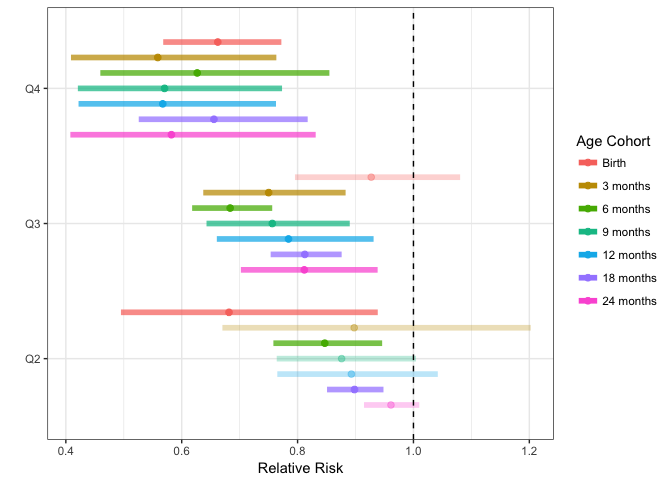 Q4
Q3
Q2
0.4
0.6
0.8
1.0
1.2
Relative Risk
Age Cohort
Birth
3 months
6 months
9 months
12 months
18 months
24 months